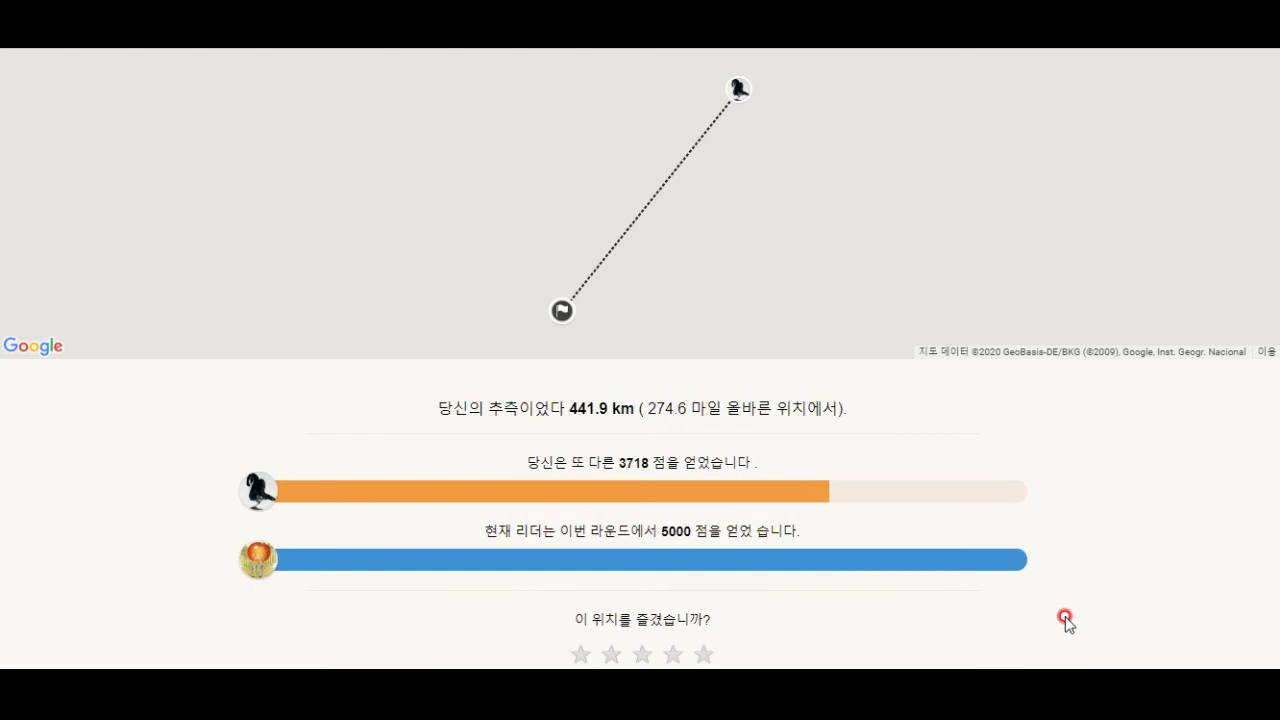 Google
지도 데이터 ©2020 GeoBasis-DE/BKG (©2009), Google, Inst. Geogr. Nacional 이용
당신의 추측이었다 441.9 km ( 274.6 마일 올바른 위치에서).
당신은 또 다른 3718 점을 얻었습니다 .
현재 리더는 이번 라운드에서 5000 점을 얻었 습니다.
이 위치를 즐겼습니까?